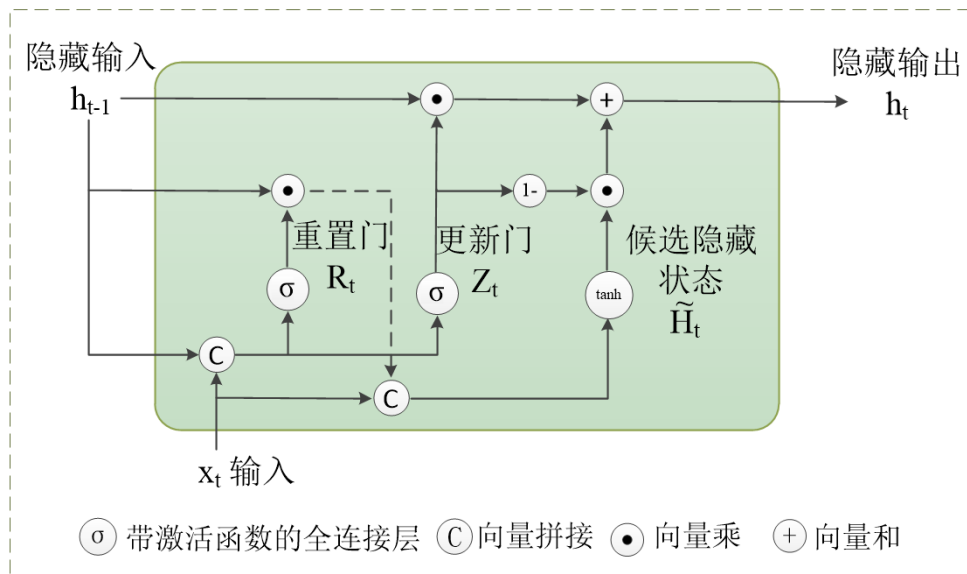 隐藏输入
h_{t-1}
隐藏输出
h_t
1-
重置门
R_t
更新门
Z_t
候选隐藏
状态
H̃_t
σ
σ
tanh
C
C
x_t 输入
σ 带激活函数的全连接层 C 向量拼接 • 向量乘 + 向量和
+